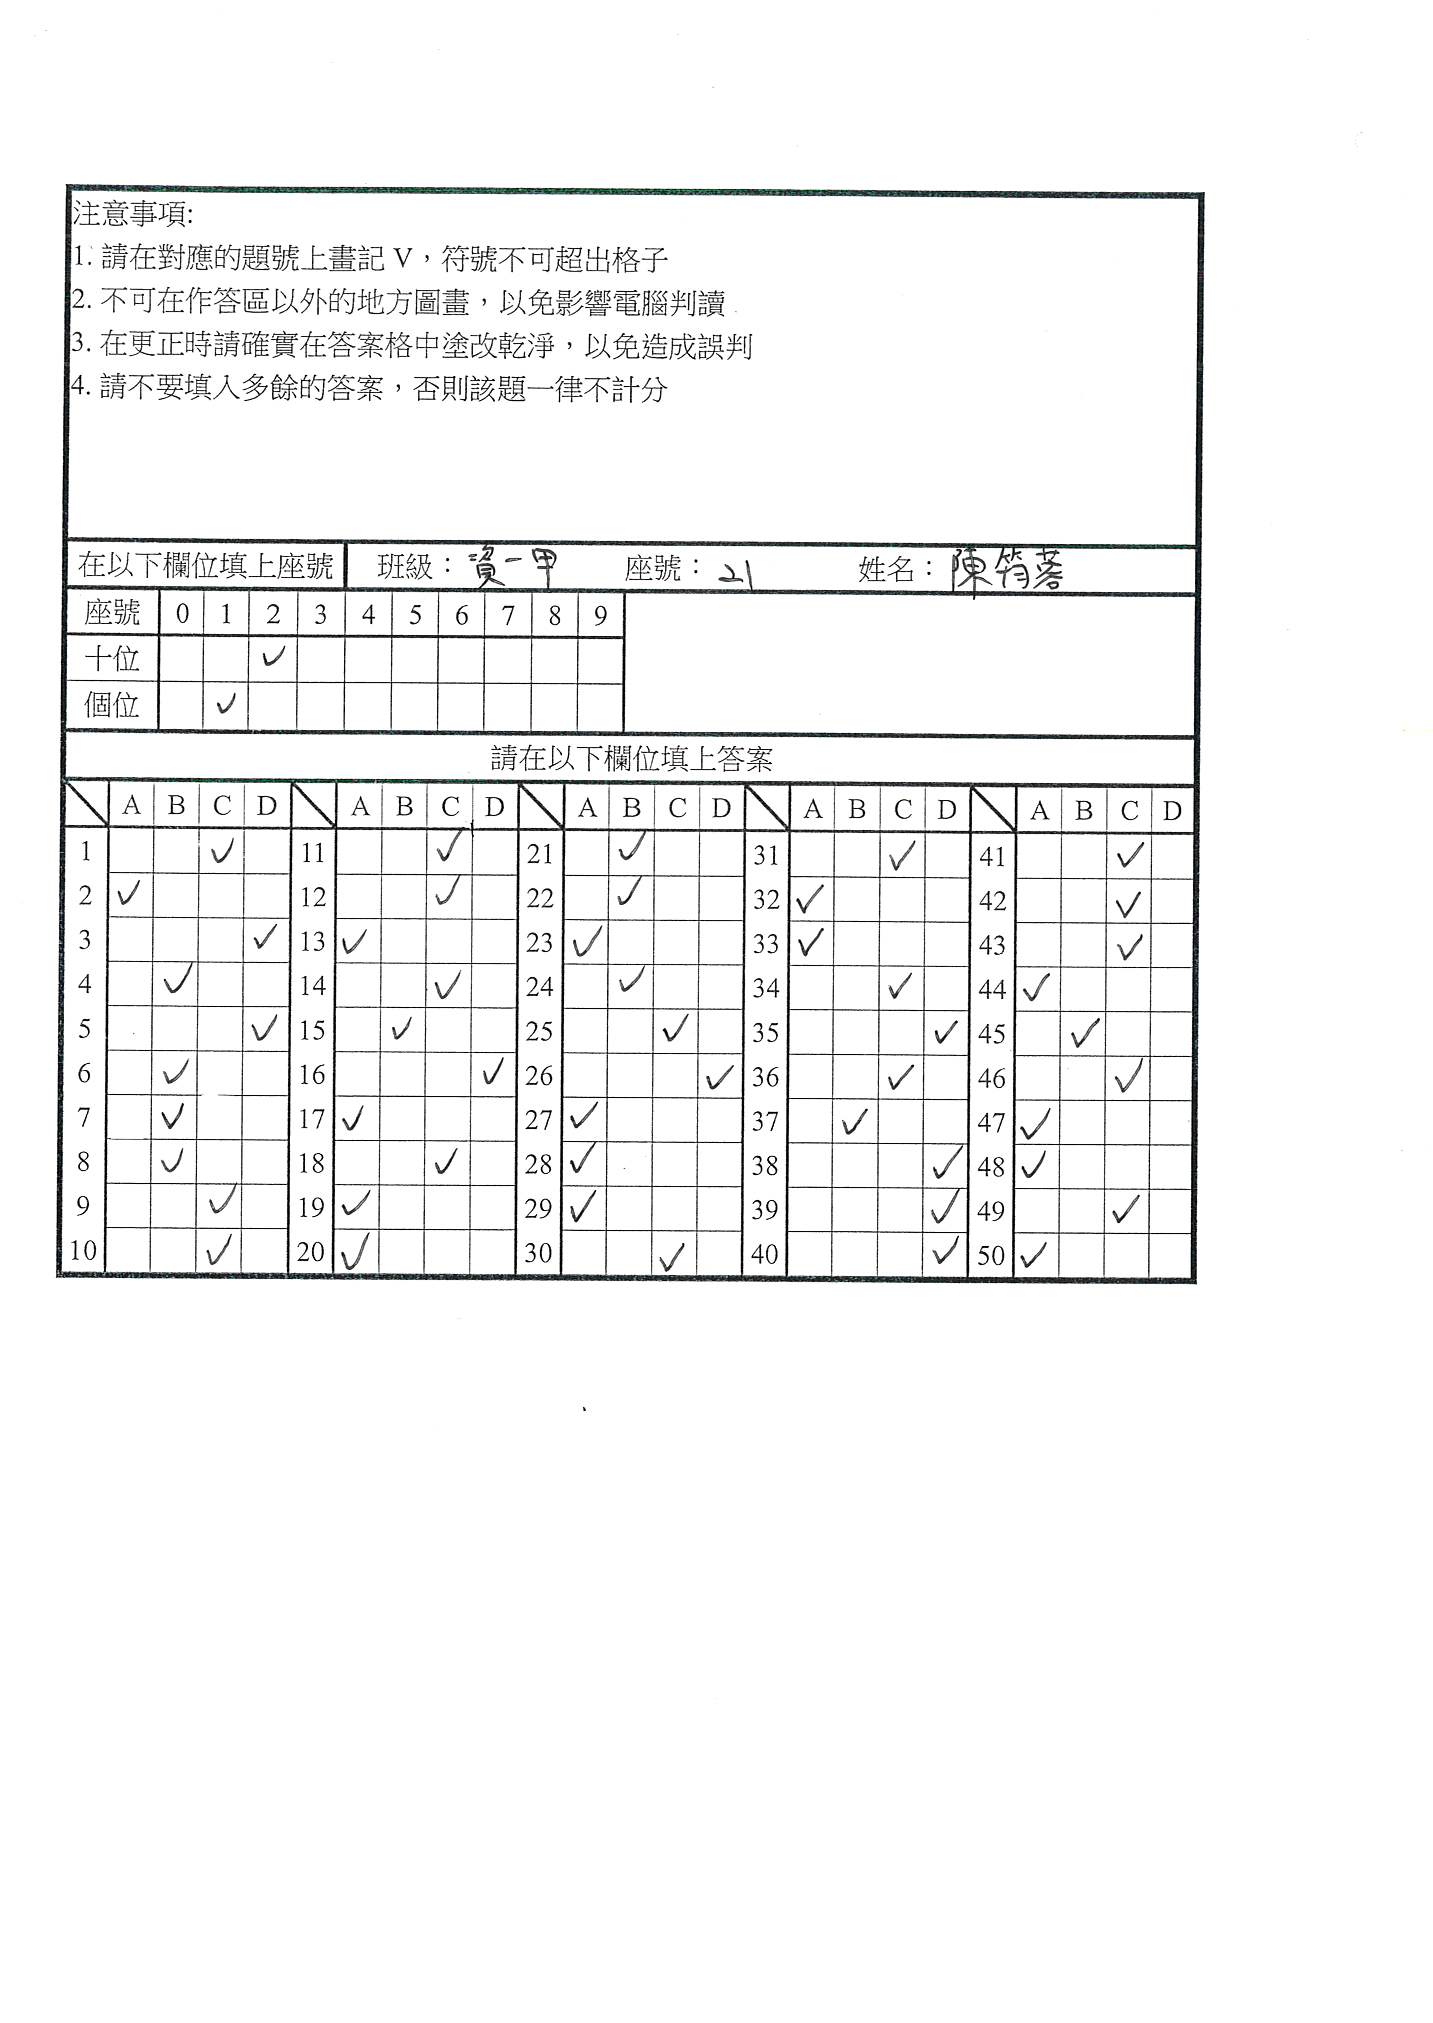 注意事項:
1. 請在對應的題號上畫記 V，符號不可超出格子
2. 不可在作答區以外的地方圖畫，以免影響電腦判讀
3. 在更正時請確實在答案格中塗改乾淨，以免造成誤判
4. 請不要填入多餘的答案，否則該題一律不計分
在以下欄位填上座號 班級：資一甲 座號：21 姓名：陳筠蓉
座號 0 1 2 3 4 5 6 7 8 9
十位 ✓
個位 ✓
請在以下欄位填上答案
A B C D A B C D A B C D A B C D A B C D
1 ✓ 11 ✓ 21 ✓ 31 ✓ 41 ✓
2 ✓ 12 ✓ 22 ✓ 32 ✓ 42 ✓
3 ✓ 13 ✓ 23 ✓ 33 ✓ 43 ✓
4 ✓ 14 ✓ 24 ✓ 34 ✓ 44 ✓
5 ✓ 15 ✓ 25 ✓ 35 ✓ 45 ✓
6 ✓ 16 ✓ 26 ✓ 36 ✓ 46 ✓
7 ✓ 17 ✓ 27 ✓ 37 ✓ 47 ✓
8 ✓ 18 ✓ 28 ✓ 38 ✓ 48 ✓
9 ✓ 19 ✓ 29 ✓ 39 ✓ 49 ✓
10 ✓ 20 ✓ 30 ✓ 40 ✓ 50 ✓